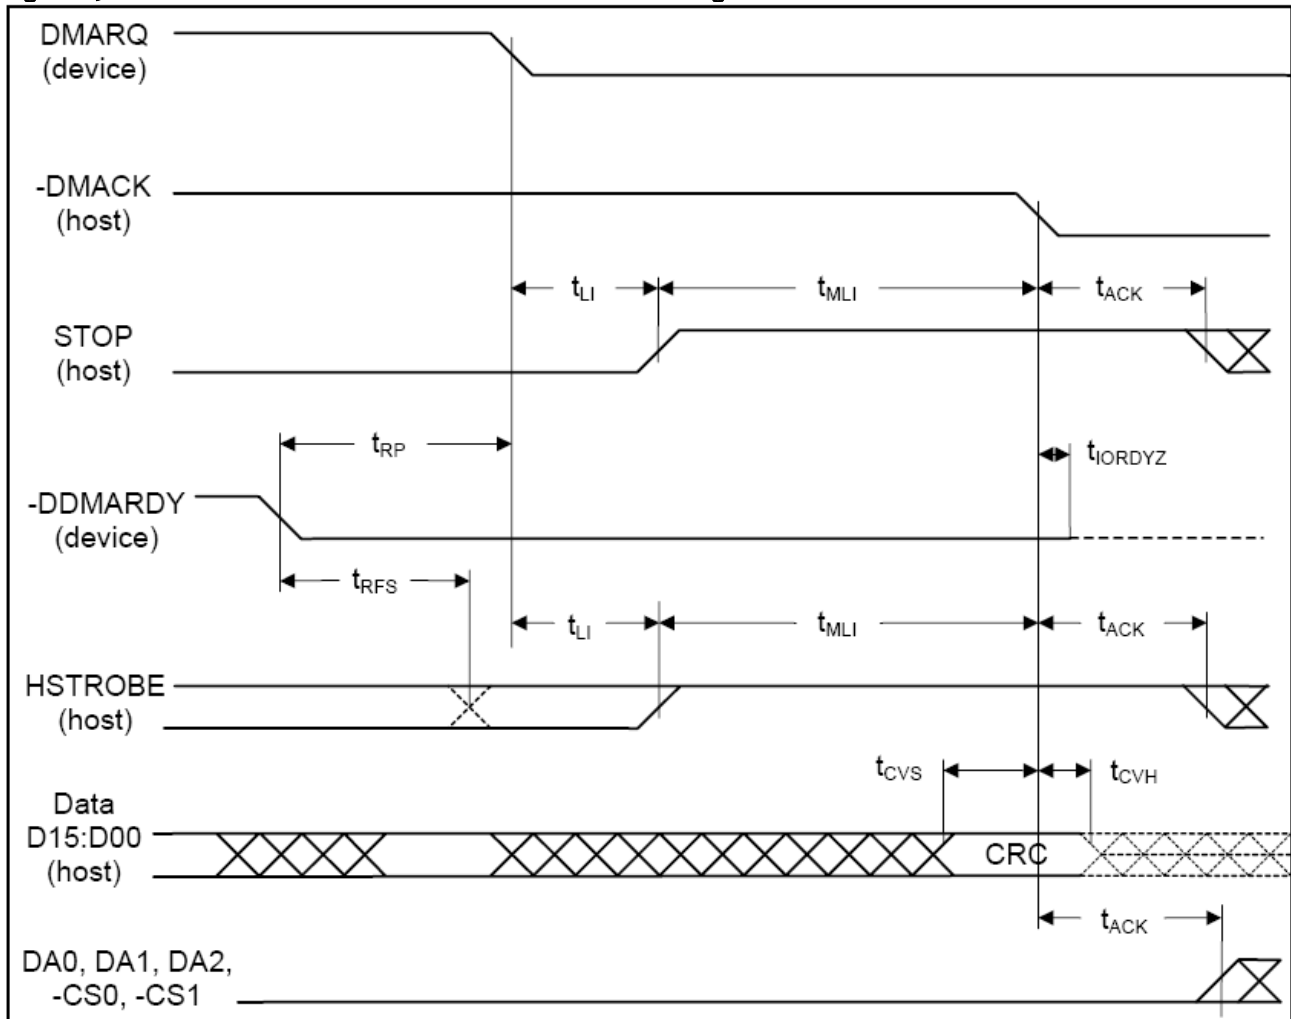 DMARQ
(device)
-DMACK
(host)
tLI tMLI tACK
STOP
(host)
tRP tIORDYZ
-DDMARDY
(device)
tRFS
tLI tMLI tACK
HSTROBE
(host)
tCVS tCVH
Data
D15:D00
(host)
CRC
tACK
DA0, DA1, DA2,
-CS0, -CS1